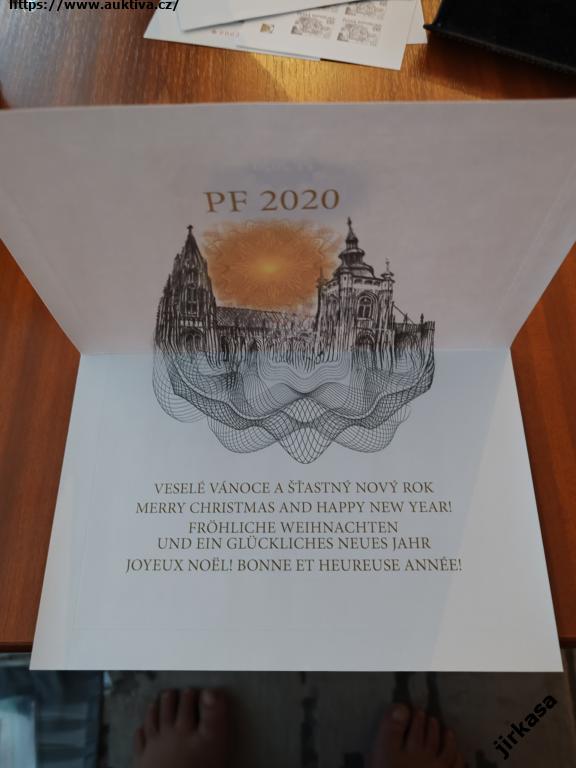 https://www.auktiva.cz/
PF 2020
VESELÉ VÁNOCE A ŠŤASTNÝ NOVÝ ROK
MERRY CHRISTMAS AND HAPPY NEW YEAR!
FRÖHLICHE WEIHNACHTEN
UND EIN GLÜCKLICHES NEUES JAHR
JOYEUX NOËL! BONNE ET HEUREUSE ANNÉE!
jirkasa